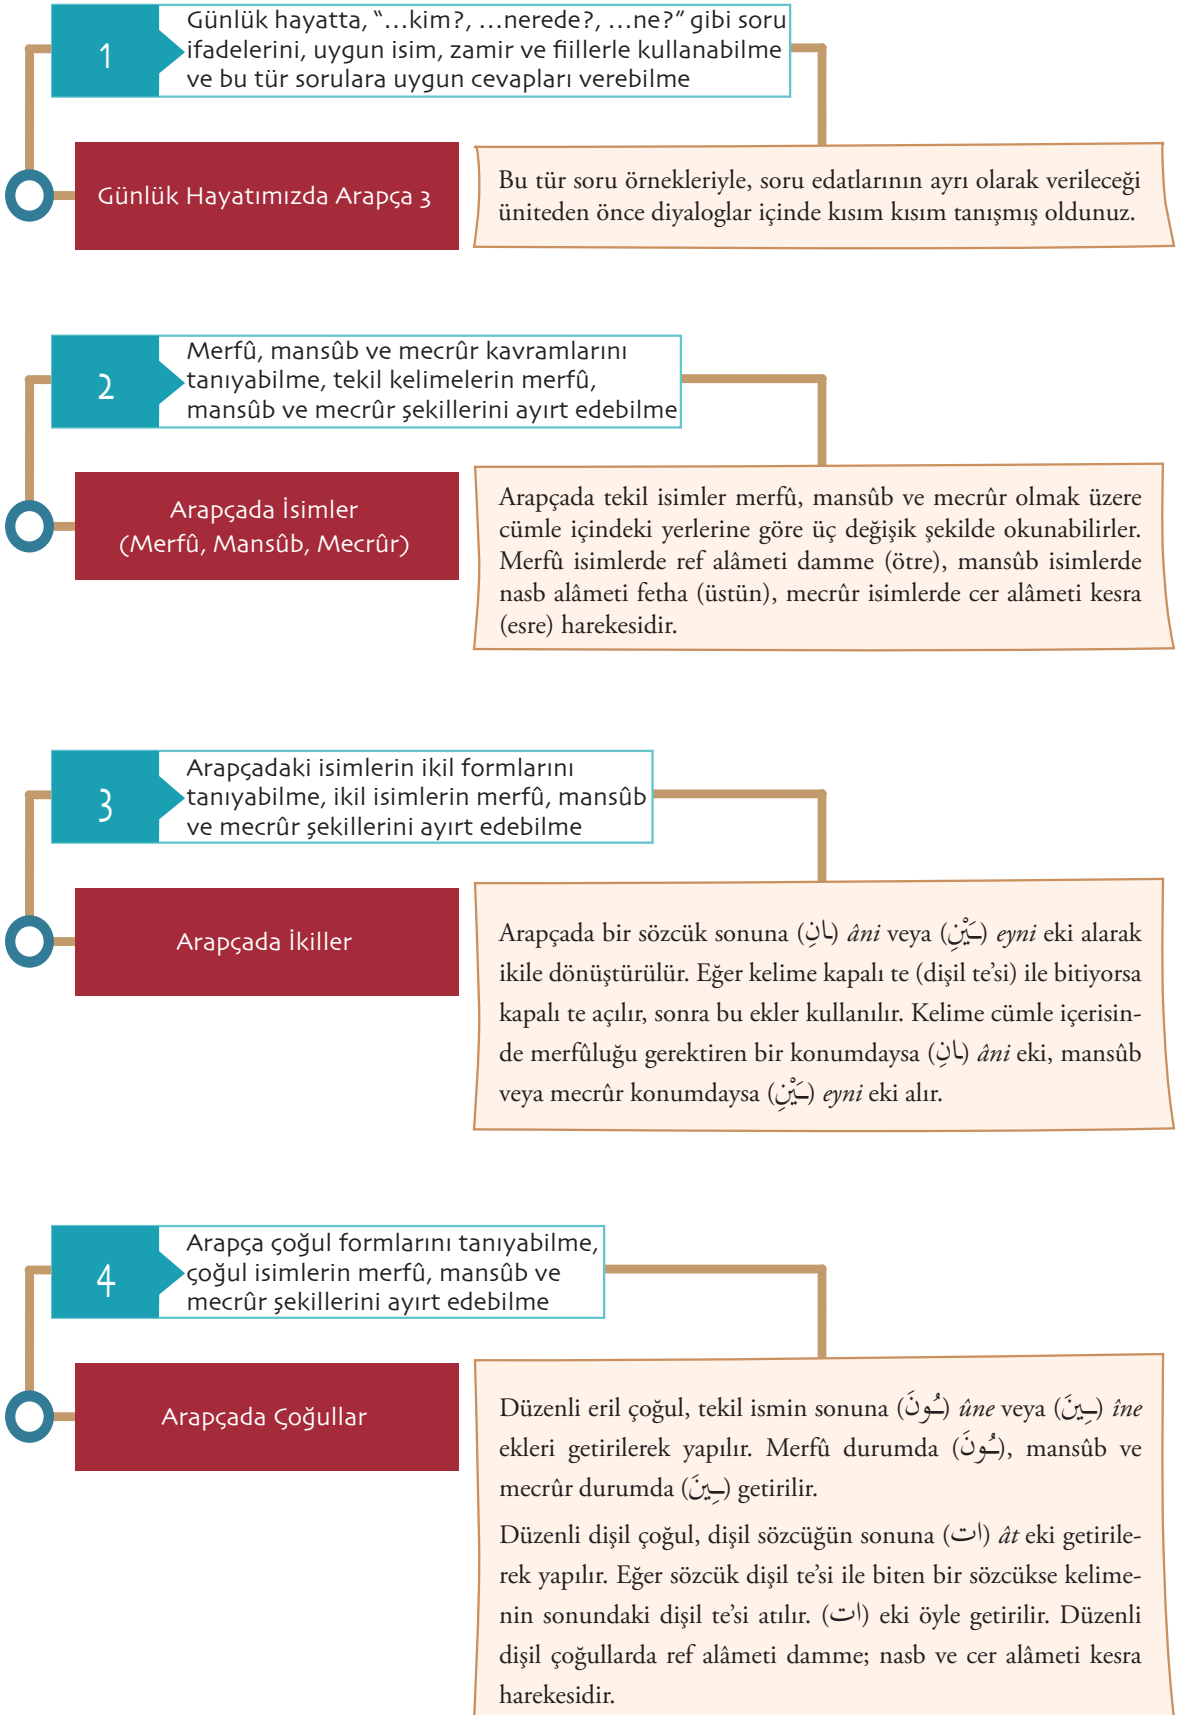 1
Günlük hayatta, “…kim?, …nerede?, …ne?” gibi soru
ifadelerini, uygun isim, zamir ve fiillerle kullanabilme
ve bu tür sorulara uygun cevapları verebilme
Günlük Hayatımızda Arapça 3
Bu tür soru örnekleriyle, soru edatlarının ayrı olarak verileceği
üniteden önce diyaloglar içinde kısım kısım tanışmış oldunuz.
2
Merfû, mansûb ve mecrûr kavramlarını
tanıyabilme, tekil kelimelerin merfû,
mansûb ve mecrûr şekillerini ayırt edebilme
Arapçada İsimler
(Merfû, Mansûb, Mecrûr)
Arapçada tekil isimler merfû, mansûb ve mecrûr olmak üzere
cümle içindeki yerlerine göre üç değişik şekilde okunabilirler.
Merfû isimlerde ref alâmeti damme (ötre), mansûb isimlerde
nasb alâmeti fetha (üstün), mecrûr isimlerde cer alâmeti kesra
(esre) harekesidir.
3
Arapçadaki isimlerin ikil formlarını
tanıyabilme, ikil isimlerin merfû, mansûb
ve mecrûr şekillerini ayırt edebilme
Arapçada İkiller
Arapçada bir sözcük sonuna (ـانِ) âni veya (ـَيْنِ) eyni eki alarak
ikile dönüştürülür. Eğer kelime kapalı te (dişil te’si) ile bitiyorsa
kapalı te açılır, sonra bu ekler kullanılır. Kelime cümle içerisin-
de merfûluğu gerektiren bir konumdaysa (ـانِ) âni eki, mansûb
veya mecrûr konumdaysa (ـَيْنِ) eyni eki alır.
4
Arapça çoğul formlarını tanıyabilme,
çoğul isimlerin merfû, mansûb ve
mecrûr şekillerini ayırt edebilme
Arapçada Çoğullar
Düzenli eril çoğul, tekil ismin sonuna (ـُونَ) ûne veya (ـِينَ) îne
ekleri getirilerek yapılır. Merfû durumda (ـُونَ), mansûb ve
mecrûr durumda (ـِينَ) getirilir.
Düzenli dişil çoğul, dişil sözcüğün sonuna (ات) ât eki getirile-
rek yapılır. Eğer sözcük dişil te’si ile biten bir sözcükse kelime-
nin sonundaki dişil te’si atılır. (ات) eki öyle getirilir. Düzenli
dişil çoğullarda ref alâmeti damme; nasb ve cer alâmeti kesra
harekesidir.